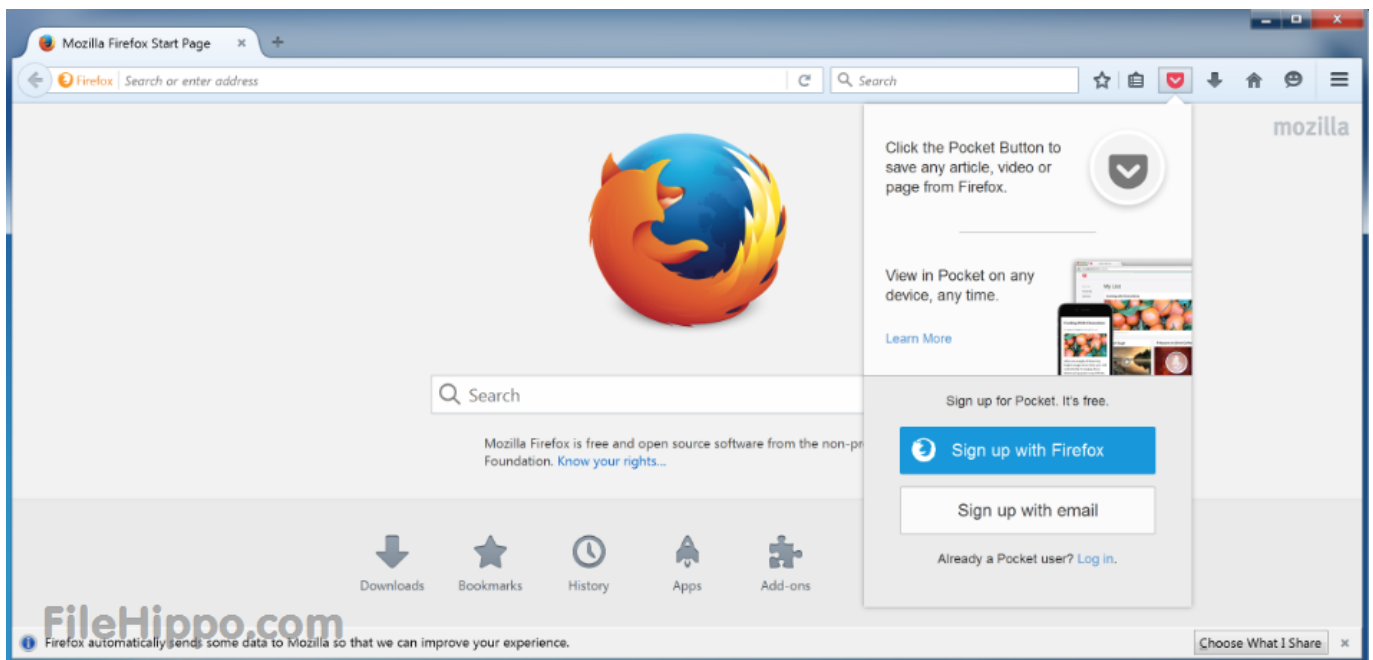 Mozilla Firefox Start Page
Firefox Search or enter address
Search
mozilla
Click the Pocket Button to
save any article, video or
page from Firefox.
View in Pocket on any
device, any time.
Learn More
My List
Sign up for Pocket. It's free.
Sign up with Firefox
Sign up with email
Already a Pocket user? Log in.
Search
Mozilla Firefox is free and open source software from the non-pr
Foundation. Know your rights...
Downloads
Bookmarks
History
Apps
Add-ons
FileHippo.com
Firefox automatically sends some data to Mozilla so that we can improve your experience.
Choose What I Share